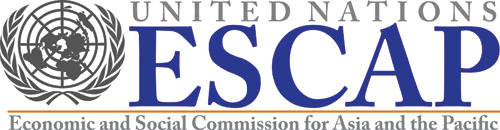 UNITED NATIONS
ESCAP
Economic and Social Commission for Asia and the Pacific